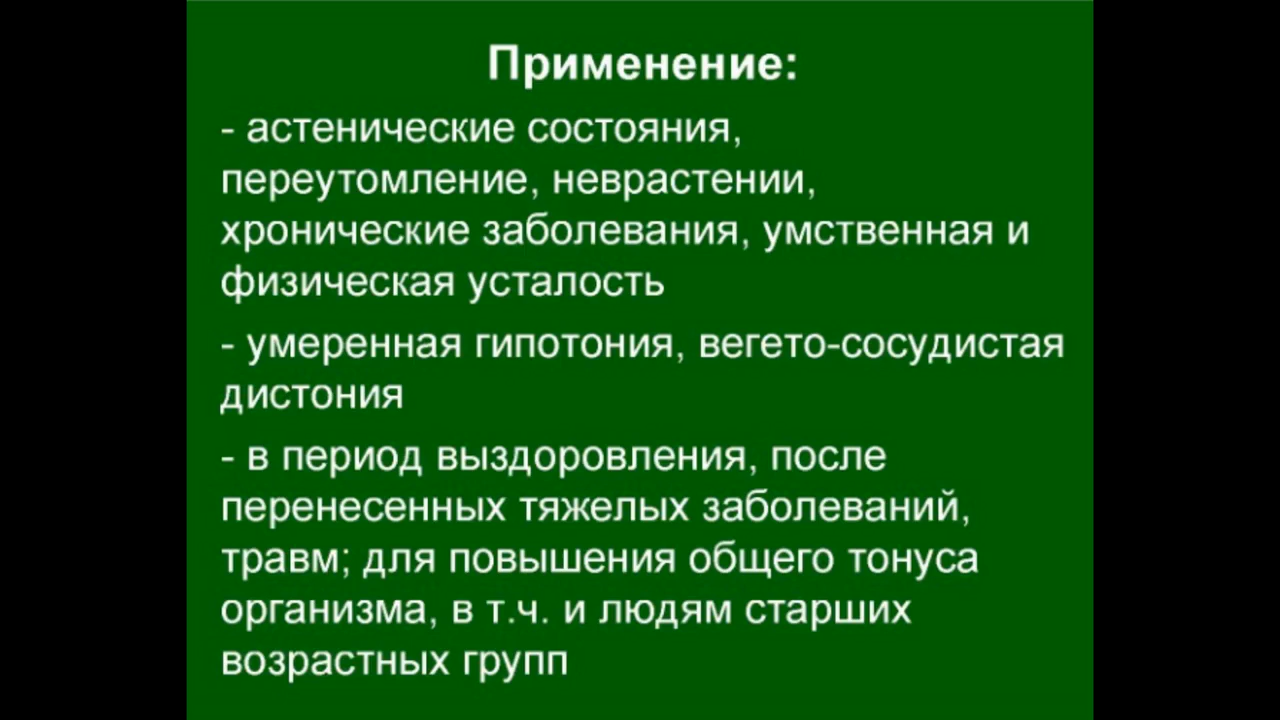 Применение:
- астенические состояния,
переутомление, неврастении,
хронические заболевания, умственная и
физическая усталость
- умеренная гипотония, вегето-сосудистая
дистония
- в период выздоровления, после
перенесенных тяжелых заболеваний,
травм; для повышения общего тонуса
организма, в т.ч. и людям старших
возрастных групп